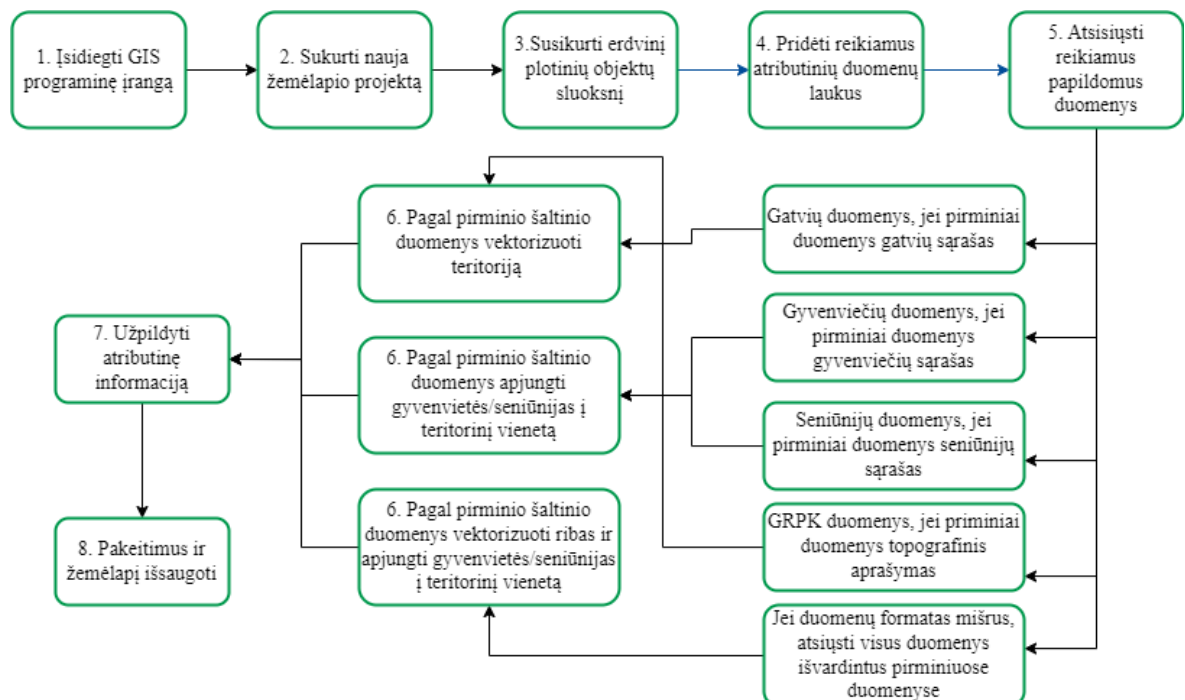 1. Įsidiegti GIS
programinę įrangą
2. Sukurti nauja
žemėlapio projektą
3.Susikurti erdvinį
plotinių objektų
sluoksnį
4. Pridėti reikiamus
atributinių duomenų
laukus
5. Atsisiųsti
reikiamus
papildomus
duomenys
6. Pagal pirminio šaltinio
duomenys vektorizuoti
teritoriją
Gatvių duomenys, jei pirminiai
duomenys gatvių sąrašas
Gyvenviečių duomenys, jei
pirminiai duomenys
gyvenviečių sąrašas
7. Užpildyti
atributinę
informaciją
6. Pagal pirminio šaltinio
duomenys apjungti
gyvenvietės/seniūnijas į
teritorinį vienetą
Seniūnijų duomenys, jei
pirminiai duomenys seniūnijų
sąrašas
8. Pakeitimus ir
žemėlapį išsaugoti
6. Pagal pirminio šaltinio
duomenys vektorizuoti ribas ir
apjungti gyvenvietės/seniūnijas
į teritorinį vienetą
GRPK duomenys, jei priminiai
duomenys topografinis
aprašymas
Jei duomenų formatas mišrus,
atsiųsti visus duomenys
išvardintus pirminiuose
duomenyse